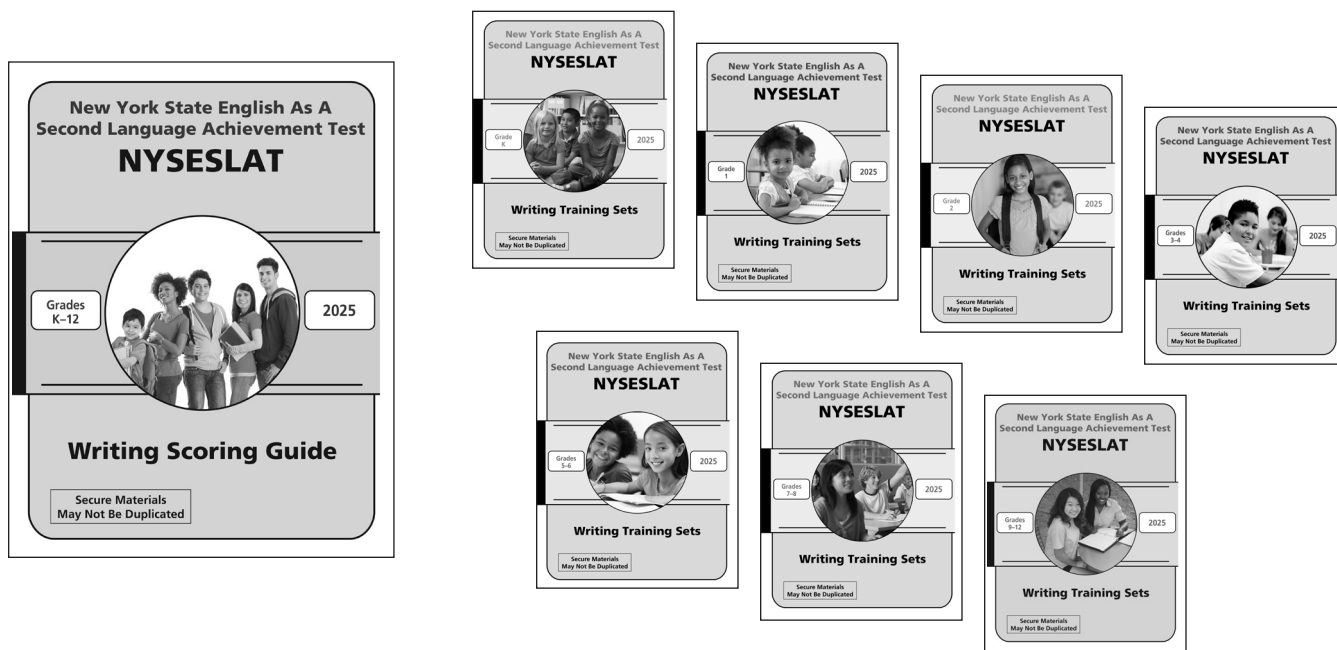 New York State English As A
Second Language Achievement Test
NYSESLAT
Grades
K–12
2025
Writing Scoring Guide
Secure Materials
May Not Be Duplicated
New York State English As A
Second Language Achievement Test
NYSESLAT
Grade
K
2025
Writing Training Sets
Secure Materials
May Not Be Duplicated
New York State English As A
Second Language Achievement Test
NYSESLAT
Grade
1
2025
Writing Training Sets
Secure Materials
May Not Be Duplicated
New York State English As A
Second Language Achievement Test
NYSESLAT
Grade
2
2025
Writing Training Sets
Secure Materials
May Not Be Duplicated
New York State English As A
Second Language Achievement Test
NYSESLAT
Grades
3–4
2025
Writing Training Sets
Secure Materials
May Not Be Duplicated
New York State English As A
Second Language Achievement Test
NYSESLAT
Grades
5–6
2025
Writing Training Sets
Secure Materials
May Not Be Duplicated
New York State English As A
Second Language Achievement Test
NYSESLAT
Grades
7–8
2025
Writing Training Sets
Secure Materials
May Not Be Duplicated
New York State English As A
Second Language Achievement Test
NYSESLAT
Grades
9–12
2025
Writing Training Sets
Secure Materials
May Not Be Duplicated